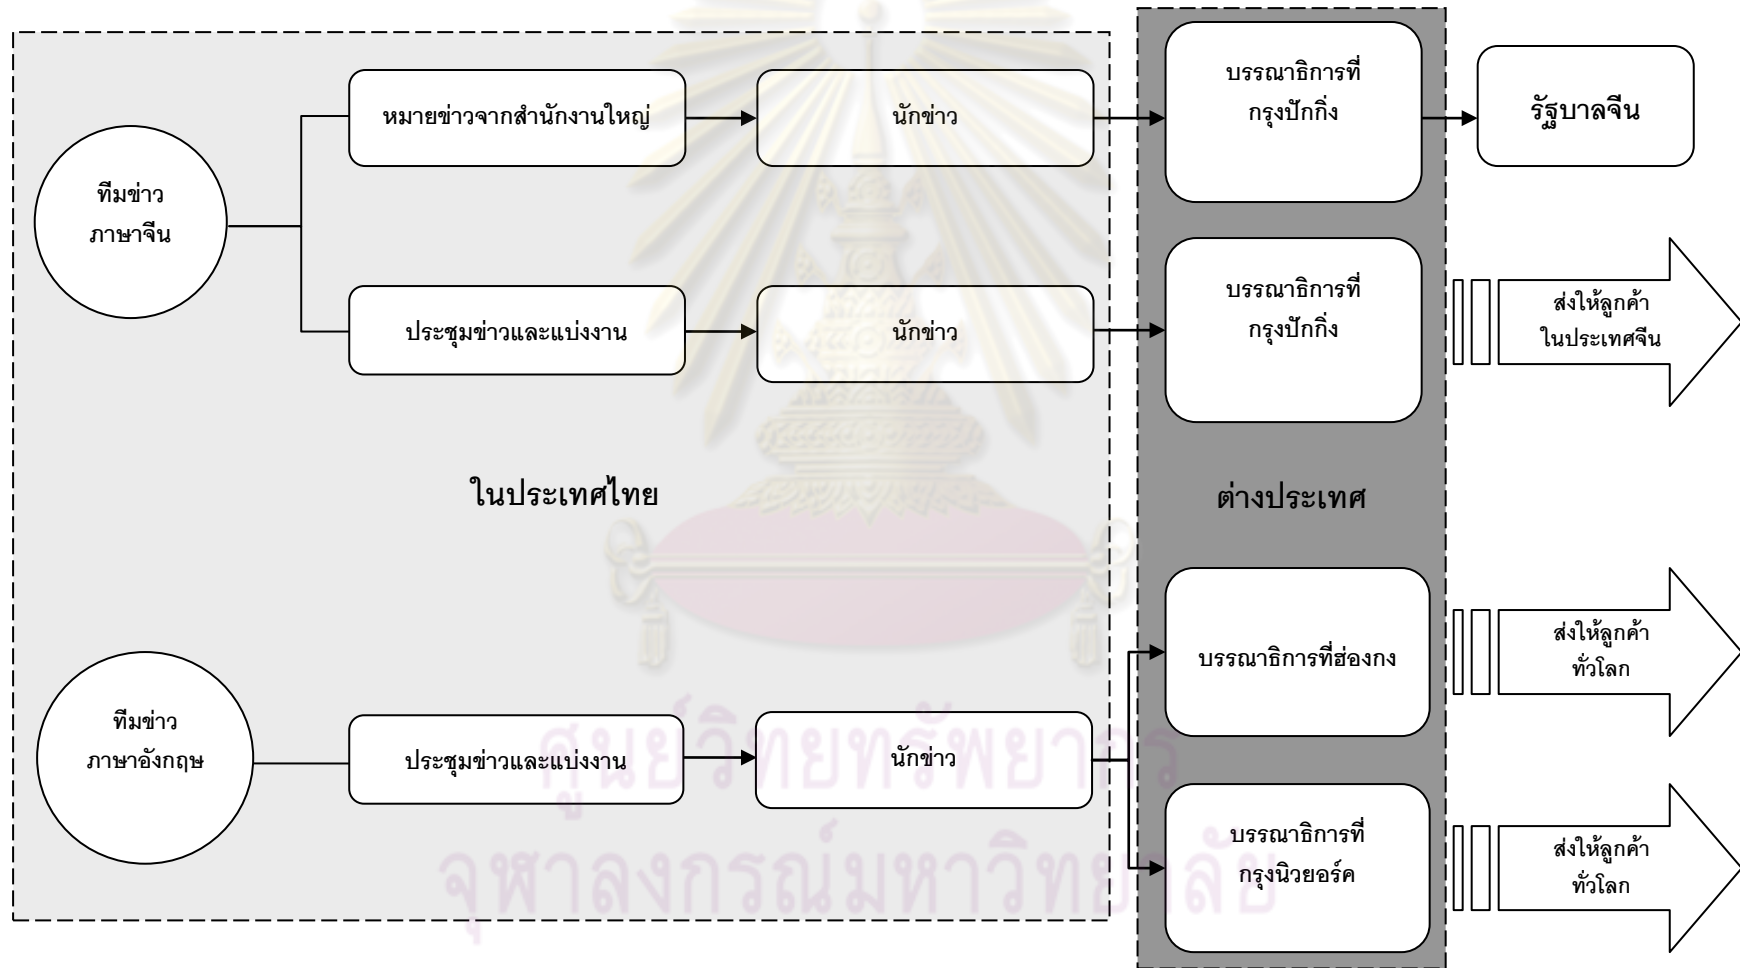 ทีมข่าว
ภาษาจีน
หมายข่าวจากสำนักงานใหญ่
นักข่าว
บรรณาธิการที่
กรุงปักกิ่ง
รัฐบาลจีน
ประชุมข่าวและแบ่งงาน
นักข่าว
บรรณาธิการที่
กรุงปักกิ่ง
ส่งให้ลูกค้า
ในประเทศจีน
ในประเทศไทย
ต่างประเทศ
ทีมข่าว
ภาษาอังกฤษ
ประชุมข่าวและแบ่งงาน
นักข่าว
บรรณาธิการที่ฮ่องกง
ส่งให้ลูกค้า
ทั่วโลก
บรรณาธิการที่
กรุงนิวยอร์ค
ส่งให้ลูกค้า
ทั่วโลก
ศูนย์วิทยทรัพยากร
จุฬาลงกรณ์มหาวิทยาลัย